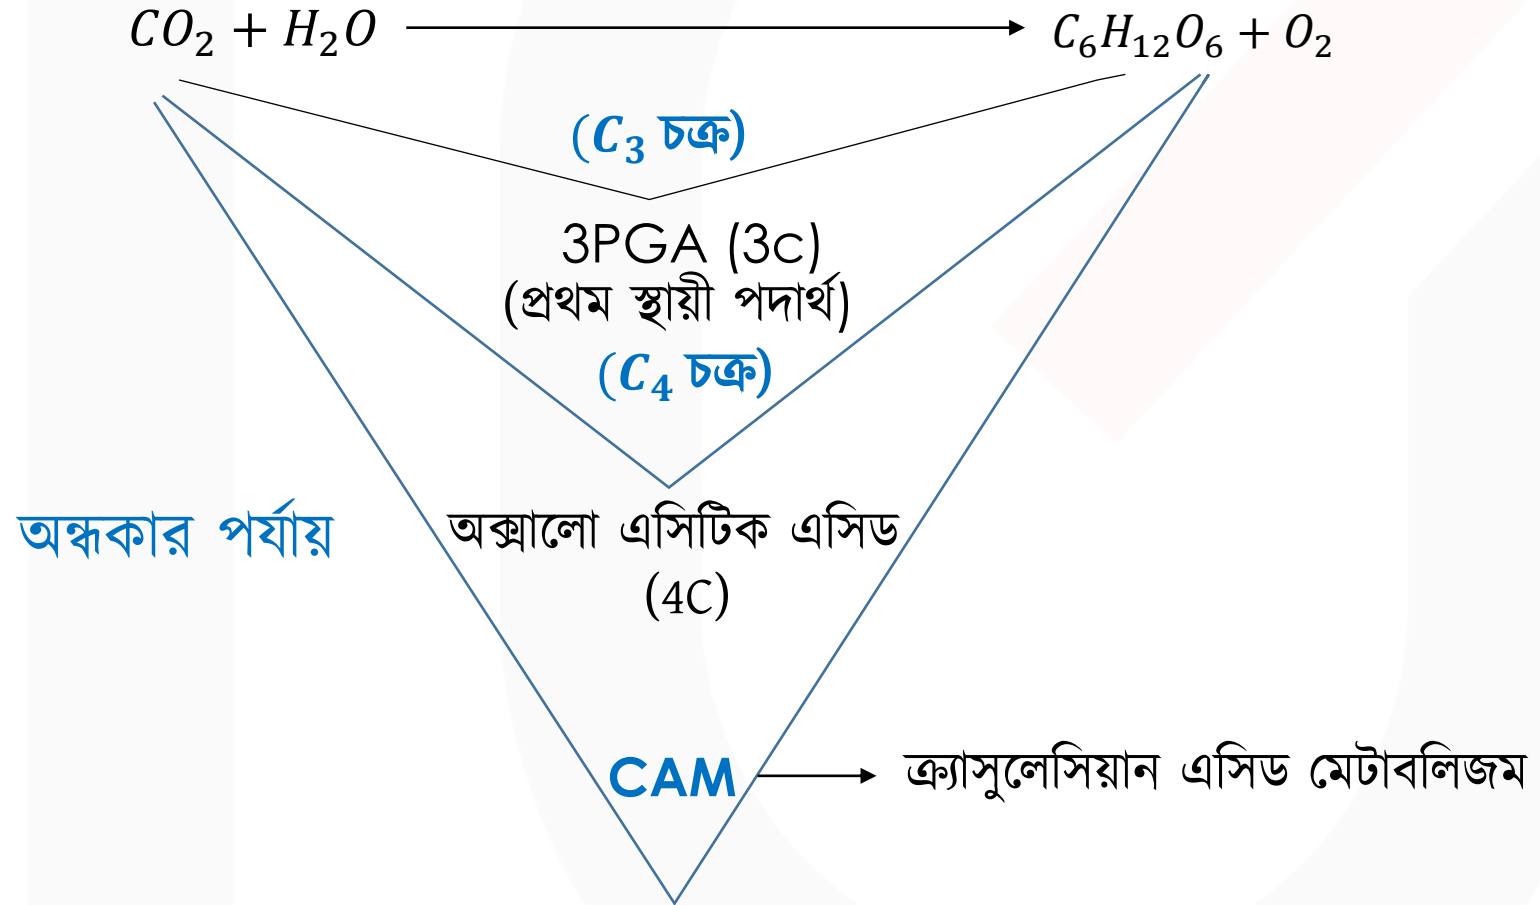 CO₂ + H₂O → C₆H₁₂O₆ + O₂
(C₃ চক্র)
3PGA (3c)
(প্রথম স্থায়ী পদার্থ)
(C₄ চক্র)
অন্ধকার পর্যায়
অক্সালো এসিটিক এসিড
(4C)
CAM → ক্র্যাসুলেসিয়ান এসিড মেটাবলিজম